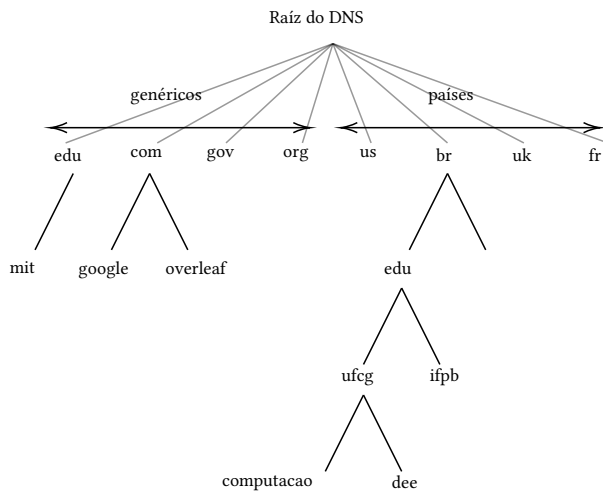 Raíz do DNS
genéricos países
edu com gov org us br uk fr
mit google overleaf edu
ufcg ifpb
computacao dee